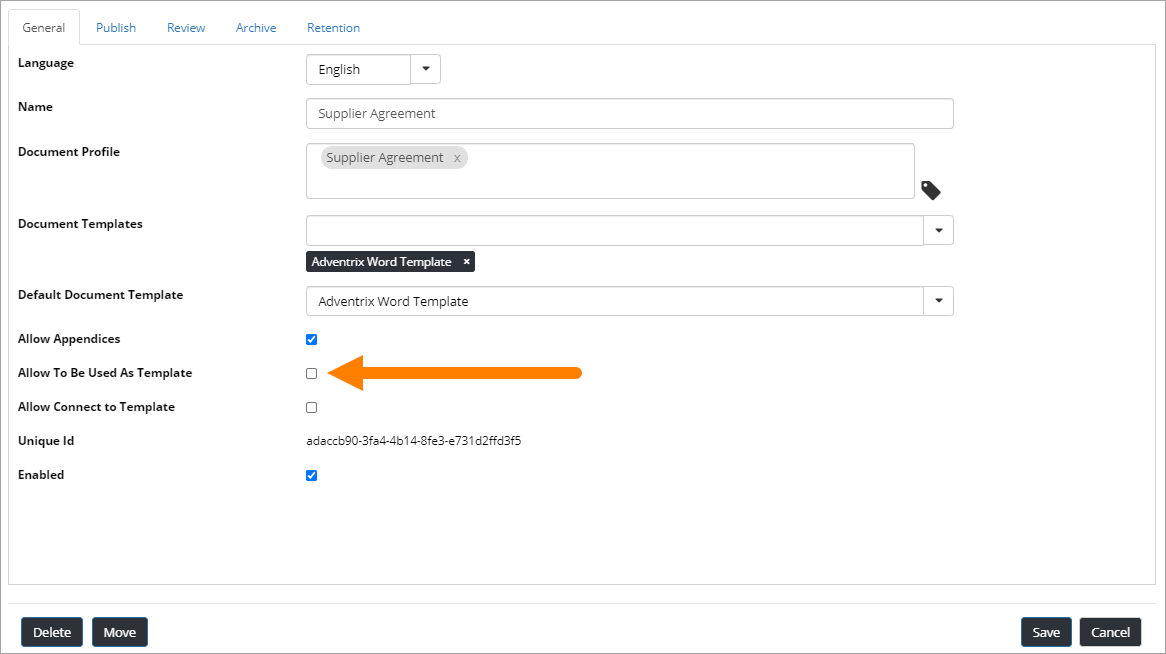 General Publish Review Archive Retention
Language English
Name Supplier Agreement
Document Profile Supplier Agreement x
Document Templates
Adventrix Word Template ×
Default Document Template Adventrix Word Template
Allow Appendices
Allow To Be Used As Template
Allow Connect to Template
Unique Id adaccb90-3fa4-4b14-8fe3-e731d2ffd3f5
Enabled
Delete Move Save Cancel